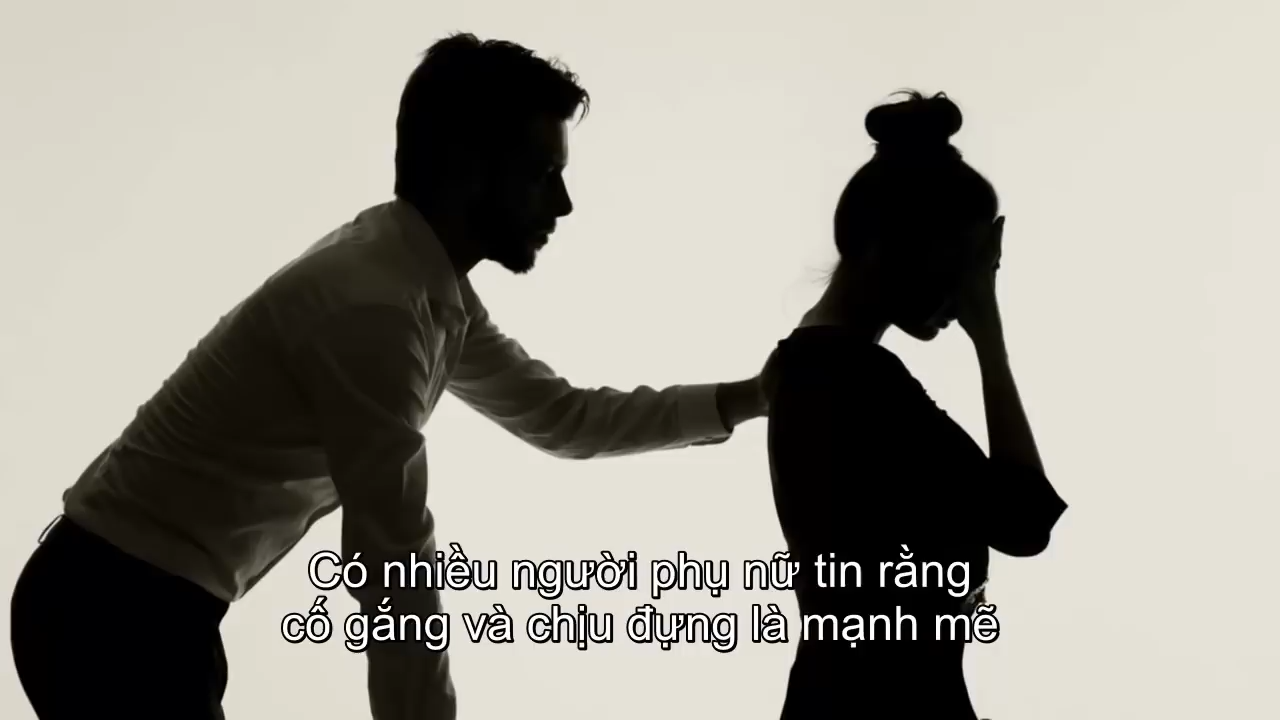 Có nhiều người phụ nữ tin rằng
cố gắng và chịu đựng là mạnh mẽ